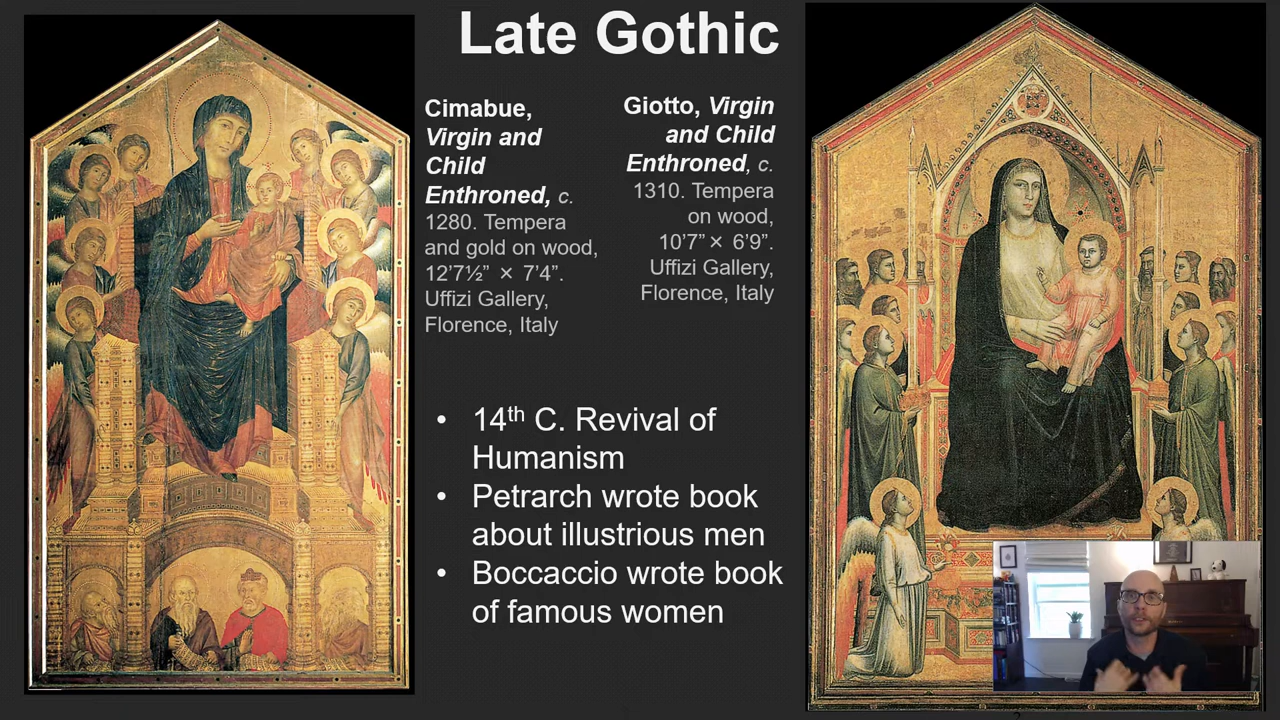 Late Gothic
Cimabue,
Virgin and
Child
Enthroned, c.
1280. Tempera
and gold on wood,
12’7½” × 7’4”.
Uffizi Gallery,
Florence, Italy
Giotto, Virgin
and Child
Enthroned, c.
1310. Tempera
on wood,
10’7” × 6’9”.
Uffizi Gallery,
Florence, Italy
• 14th C. Revival of
Humanism
• Petrarch wrote book
about illustrious men
• Boccaccio wrote book
of famous women